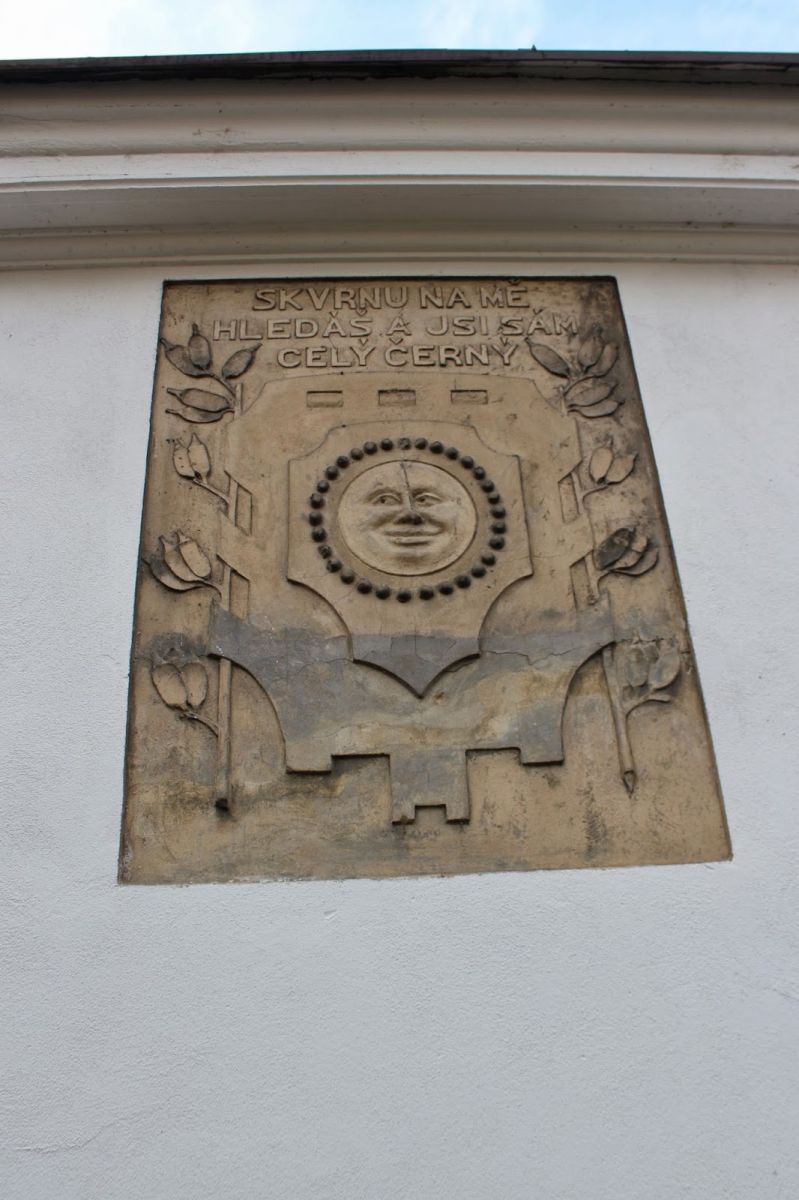 SKVRNU NA MĚ
HLEDÁŠ A JSI SÁM
CELÝ ČERNÝ